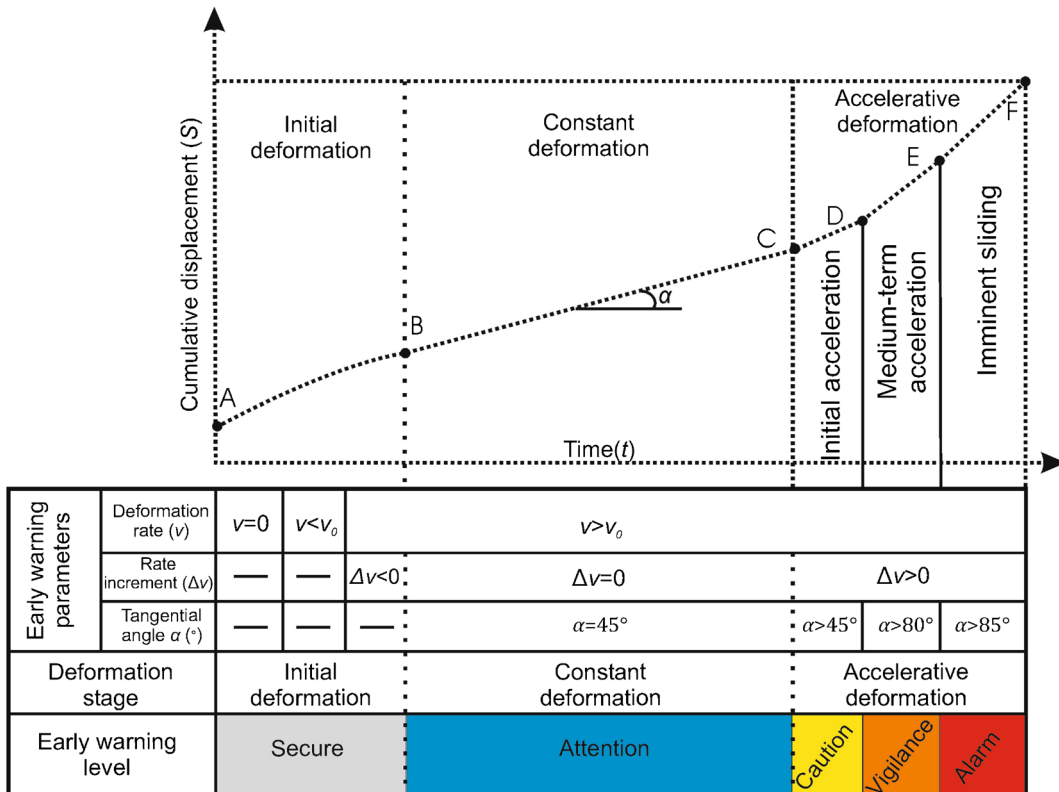 Cumulative displacement (S)
Initial
deformation
Constant
deformation
Accelerative
deformation
A
B
C
D
E
F
α
Initial acceleration
Medium-term
acceleration
Imminent sliding
Time(t)
Early warning
parameters
Deformation
rate (v)
v=0
v<v₀
v>v₀
Rate
increment (Δv)
—
—
Δv<0
Δv=0
Δv>0
Tangential
angle α (°)
—
—
—
α=45°
α>45°
α>80°
α>85°
Deformation
stage
Initial
deformation
Constant
deformation
Accelerative
deformation
Early warning
level
Secure
Attention
Caution
Vigilance
Alarm